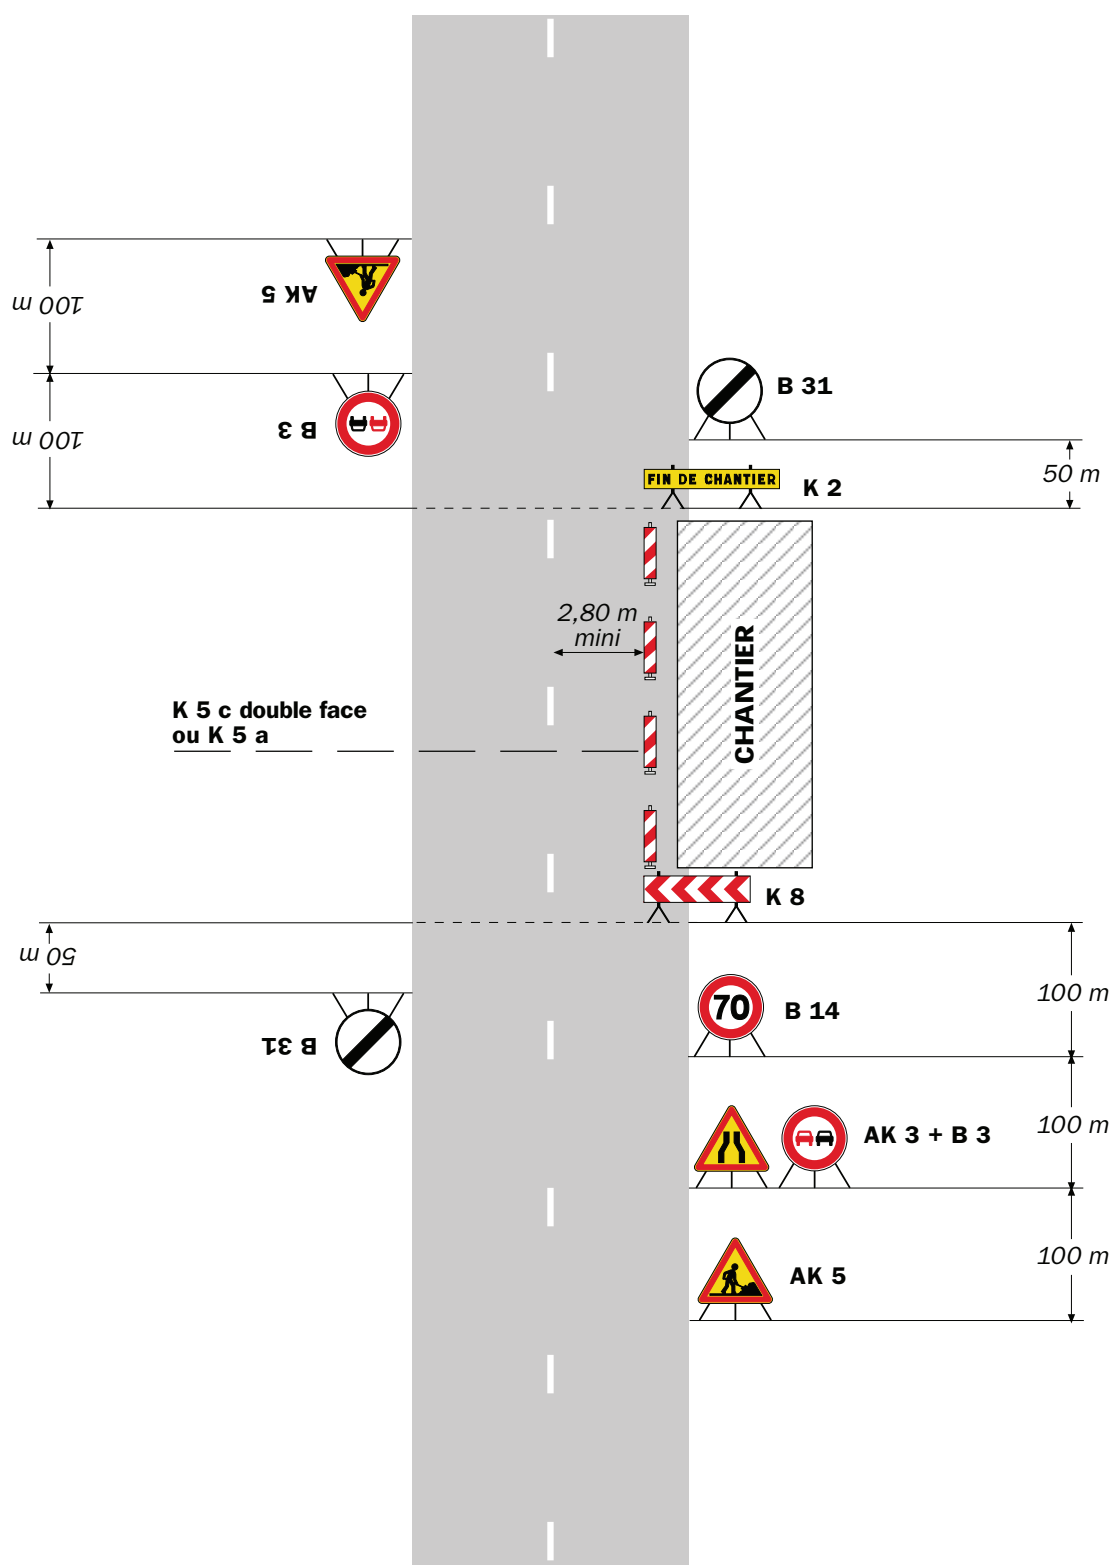 100 m
AK 5
100 m
B 3
B 31
50 m
FIN DE CHANTIER
K 2
2,80 m
mini
CHANTIER
K 5 c double face
ou K 5 a
K 8
50 m
B 31
70
B 14
100 m
AK 3 + B 3
100 m
AK 5
100 m